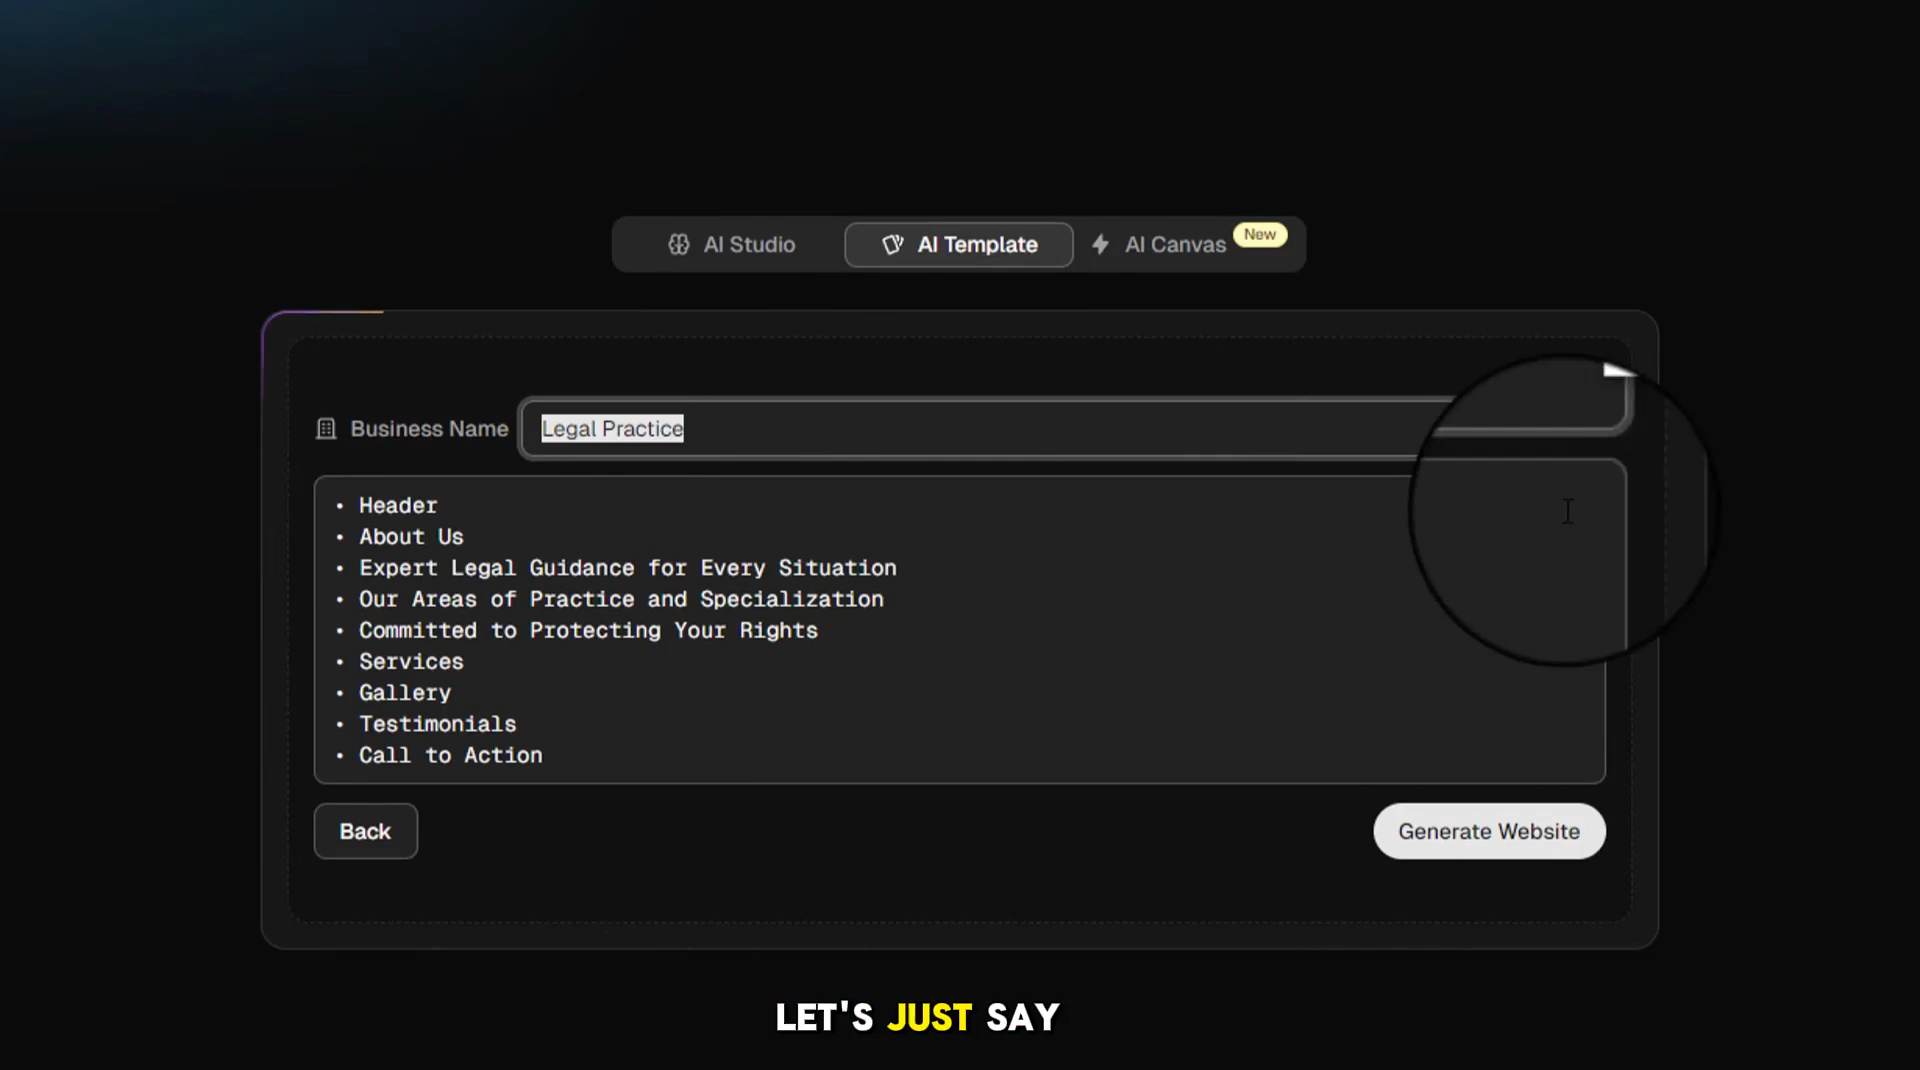 AI Studio
AI Template
AI Canvas
New
Business Name
Legal Practice
• Header
• About Us
• Expert Legal Guidance for Every Situation
• Our Areas of Practice and Specialization
• Committed to Protecting Your Rights
• Services
• Gallery
• Testimonials
• Call to Action
Back
Generate Website
LET'S JUST SAY